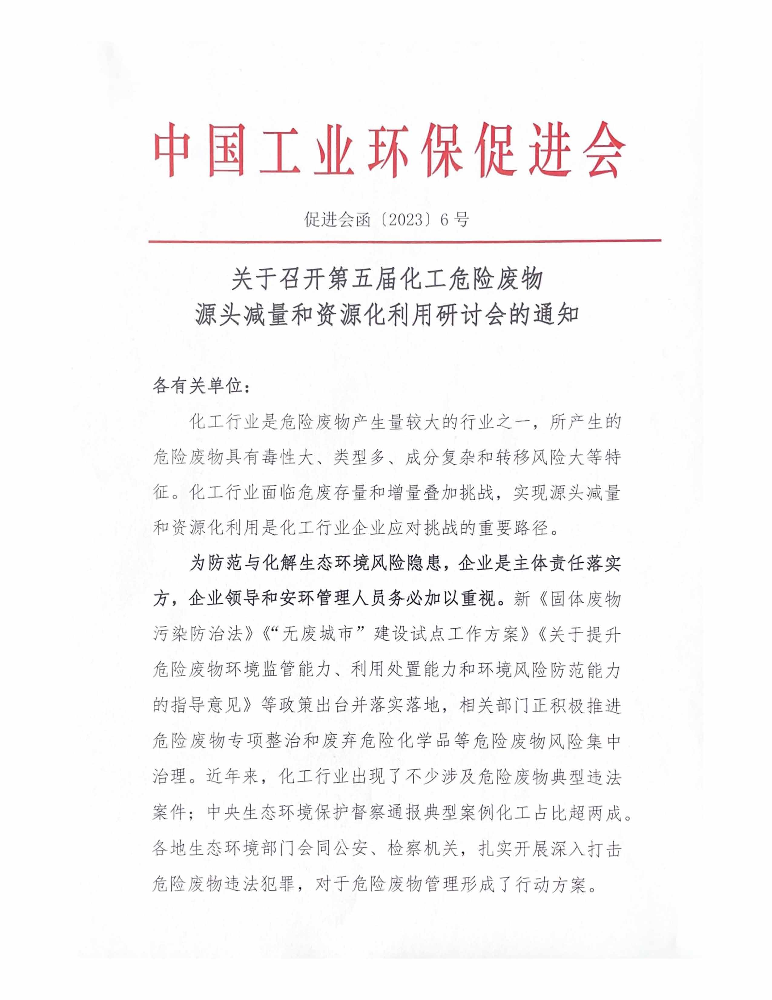 中国工业环保促进会
促进会函〔2023〕6 号
关于召开第五届化工危险废物
源头减量和资源化利用研讨会的通知
各有关单位：
化工行业是危险废物产生量较大的行业之一，所产生的
危险废物具有毒性大、类型多、成分复杂和转移风险大等特
征。化工行业面临危废存量和增量叠加挑战，实现源头减量
和资源化利用是化工行业企业应对挑战的重要路径。
为防范与化解生态环境风险隐患，企业是主体责任落实
方，企业领导和安环管理人员务必加以重视。新《固体废物
污染防治法》《“无废城市”建设试点工作方案》《关于提升
危险废物环境监管能力、利用处置能力和环境风险防范能力
的指导意见》等政策出台并落实落地，相关部门正积极推进
危险废物专项整治和废弃危险化学品等危险废物风险集中
治理。近年来，化工行业出现了不少涉及危险废物典型违法
案件；中央生态环境保护督察通报典型案例化工占比超两成。
各地生态环境部门会同公安、检察机关，扎实开展深入打击
危险废物违法犯罪，对于危险废物管理形成了行动方案。